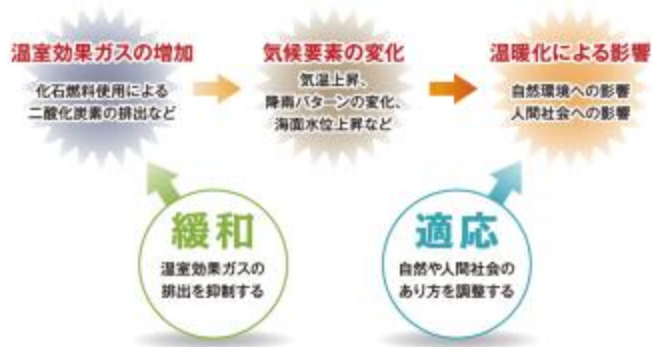 温室効果ガスの増加
化石燃料使用による
二酸化炭素の排出など
気候要素の変化
気温上昇、
降雨パターンの変化、
海面水位上昇など
温暖化による影響
自然環境への影響
人間社会への影響
緩和
温室効果ガスの
排出を抑制する
適応
自然や人間社会の
あり方を調整する